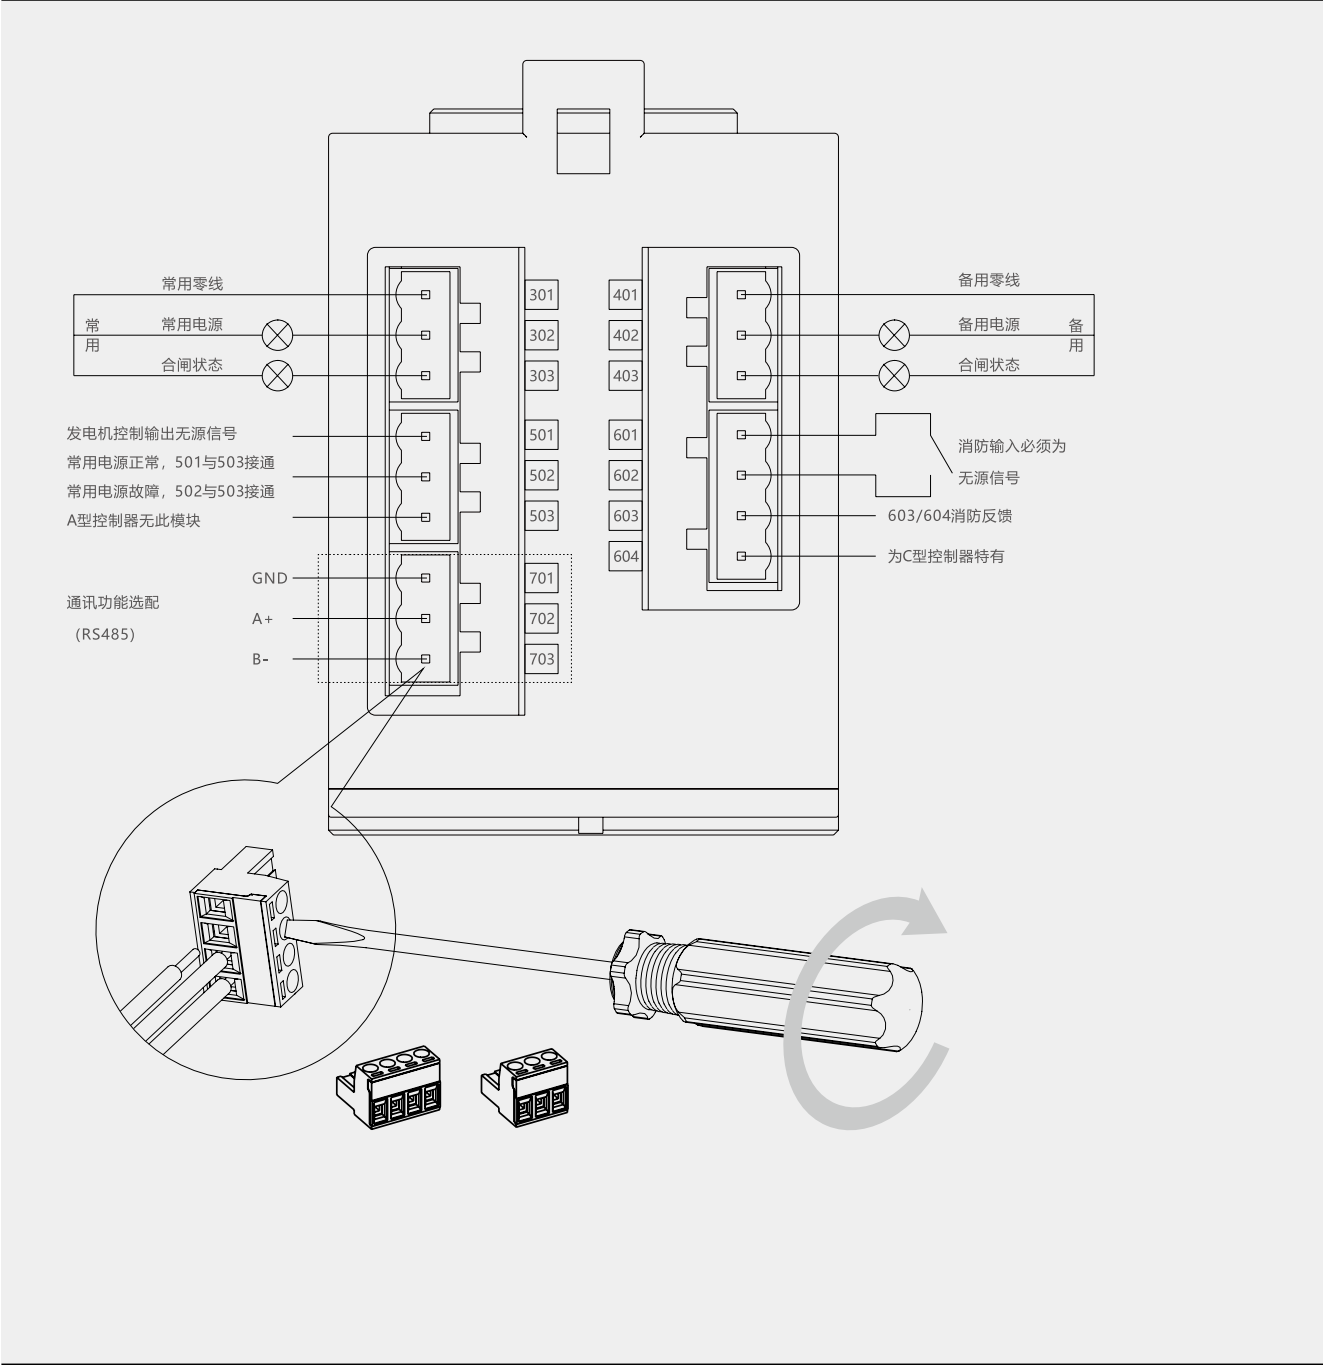 常用零线
常用电源
合闸状态
常
用
发电机控制输出无源信号
常用电源正常，501与503接通
常用电源故障，502与503接通
A型控制器无此模块
GND
A+
B-
通讯功能选配
（RS485）
301
302
303
501
502
503
701
702
703
401
402
403
601
602
603
604
备用零线
备用电源
合闸状态
备
用
消防输入必须为
无源信号
603/604消防反馈
为C型控制器特有